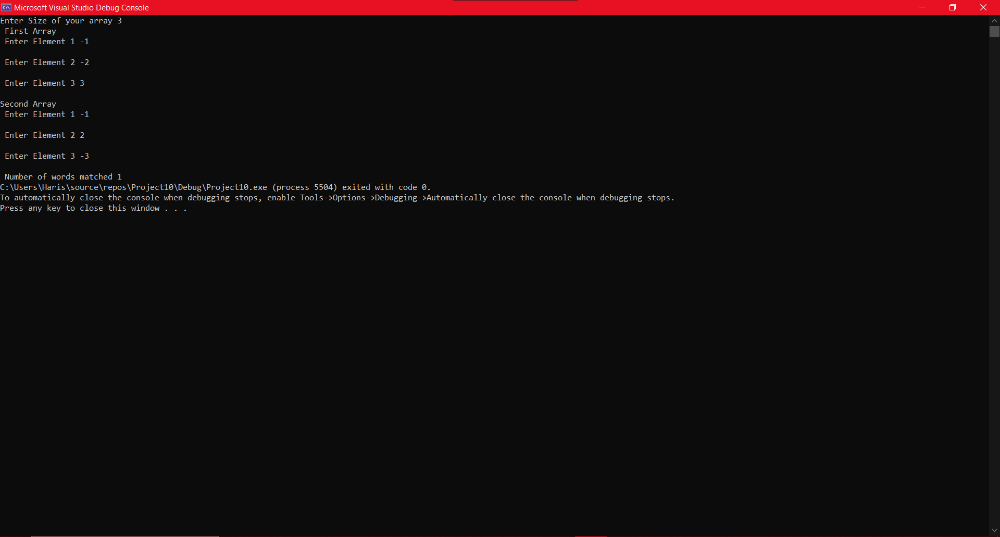 Microsoft Visual Studio Debug Console
Enter Size of your array 3
First Array
Enter Element 1 -1
Enter Element 2 -2
Enter Element 3 3
Second Array
Enter Element 1 -1
Enter Element 2 2
Enter Element 3 -3
Number of words matched 1
C:\Users\Haris\source\repos\Project10\Debug\Project10.exe (process 5504) exited with code 0.
To automatically close the console when debugging stops, enable Tools->Options->Debugging->Automatically close the console when debugging stops.
Press any key to close this window . . .